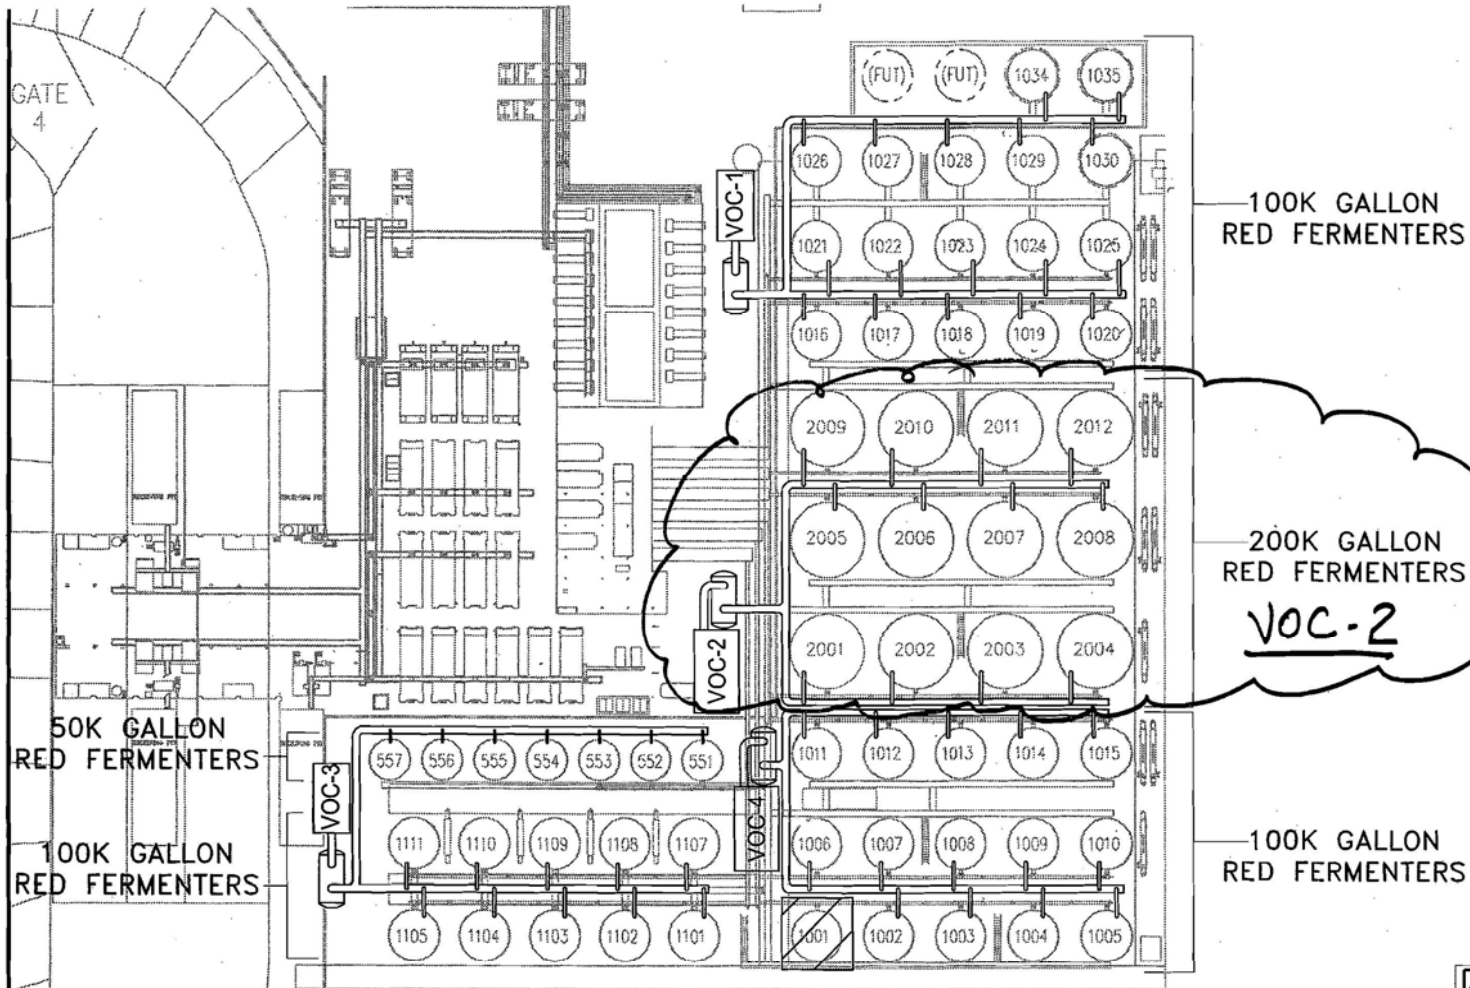 GATE
4
(FUT) (FUT) 1034 1035
1026 1027 1028 1029 1030
VOC-1
100K GALLON
RED FERMENTERS
1021 1022 1023 1024 1025
1016 1017 1018 1019 1020
2009 2010 2011 2012
2005 2006 2007 2008
200K GALLON
RED FERMENTERS
VOC-2
2001 2002 2003 2004
VOC-2
50K GALLON
RED FERMENTERS
557 556 555 554 553 552 551
1011 1012 1013 1014 1015
VOC-3
VOC-4
100K GALLON
RED FERMENTERS
1111 1110 1109 1108 1107
1006 1007 1008 1009 1010
100K GALLON
RED FERMENTERS
1105 1104 1103 1102 1101
1001 1002 1003 1004 1005